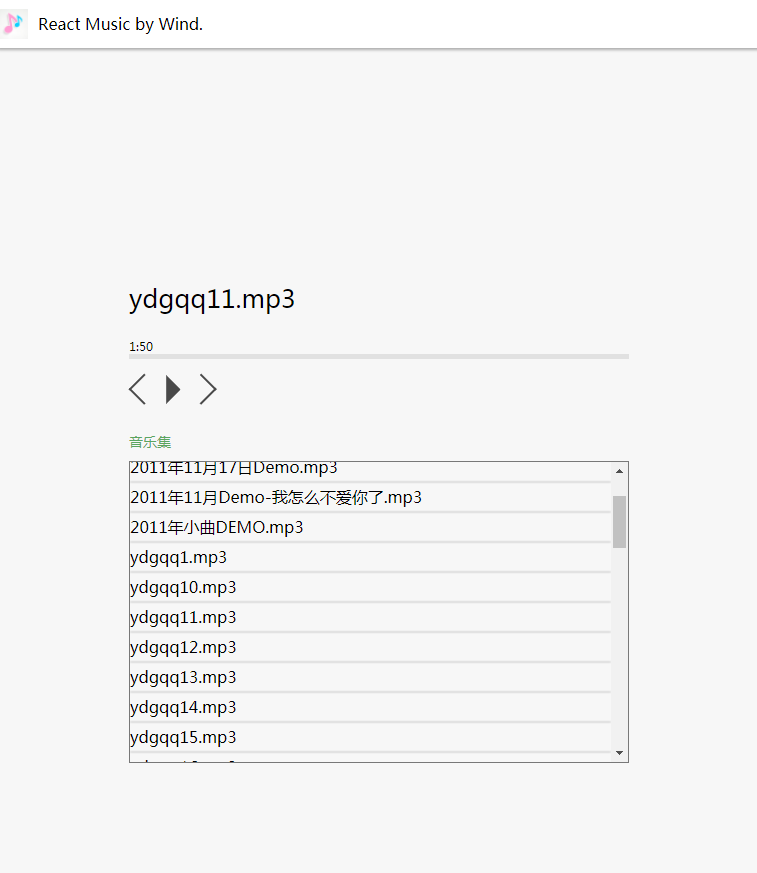 React Music by Wind.
ydgqq11.mp3
1:50
音乐集
2011年11月17日Demo.mp3
2011年11月Demo-我怎么不爱你了.mp3
2011年小曲DEMO.mp3
ydgqq1.mp3
ydgqq10.mp3
ydgqq11.mp3
ydgqq12.mp3
ydgqq13.mp3
ydgqq14.mp3
ydgqq15.mp3